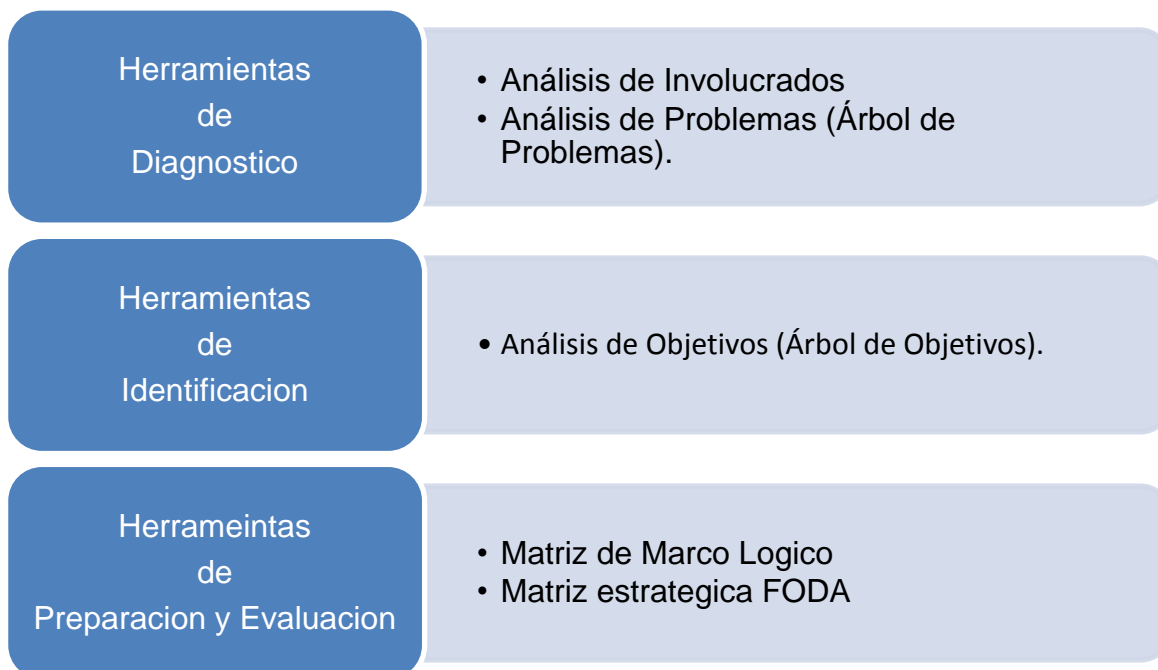 Herramientas
de
Diagnostico
• Análisis de Involucrados
• Análisis de Problemas (Árbol de
Problemas).
Herramientas
de
Identificacion
• Análisis de Objetivos (Árbol de Objetivos).
Herrameintas
de
Preparacion y Evaluacion
• Matriz de Marco Logico
• Matriz estrategica FODA